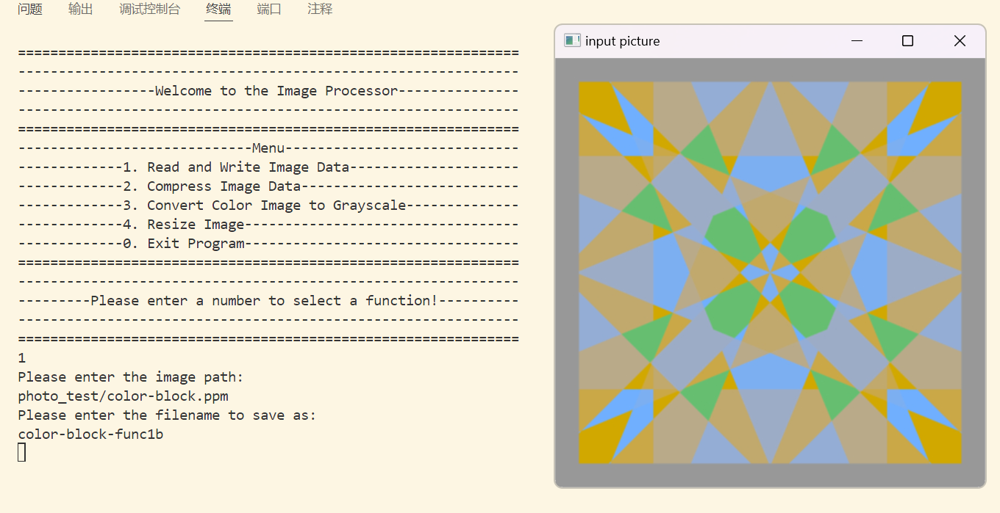 问题 输出 调试控制台 终端 端口 注释
==============================================================
--------------------------------------------------------------
-----------------Welcome to the Image Processor---------------
--------------------------------------------------------------
==============================================================
-----------------------------Menu-----------------------------
-------------1. Read and Write Image Data---------------------
-------------2. Compress Image Data---------------------------
-------------3. Convert Color Image to Grayscale--------------
-------------4. Resize Image----------------------------------
-------------0. Exit Program----------------------------------
==============================================================
--------------------------------------------------------------
---------Please enter a number to select a function!----------
--------------------------------------------------------------
==============================================================
1
Please enter the image path:
photo_test/color-block.ppm
Please enter the filename to save as:
color-block-func1b
input picture